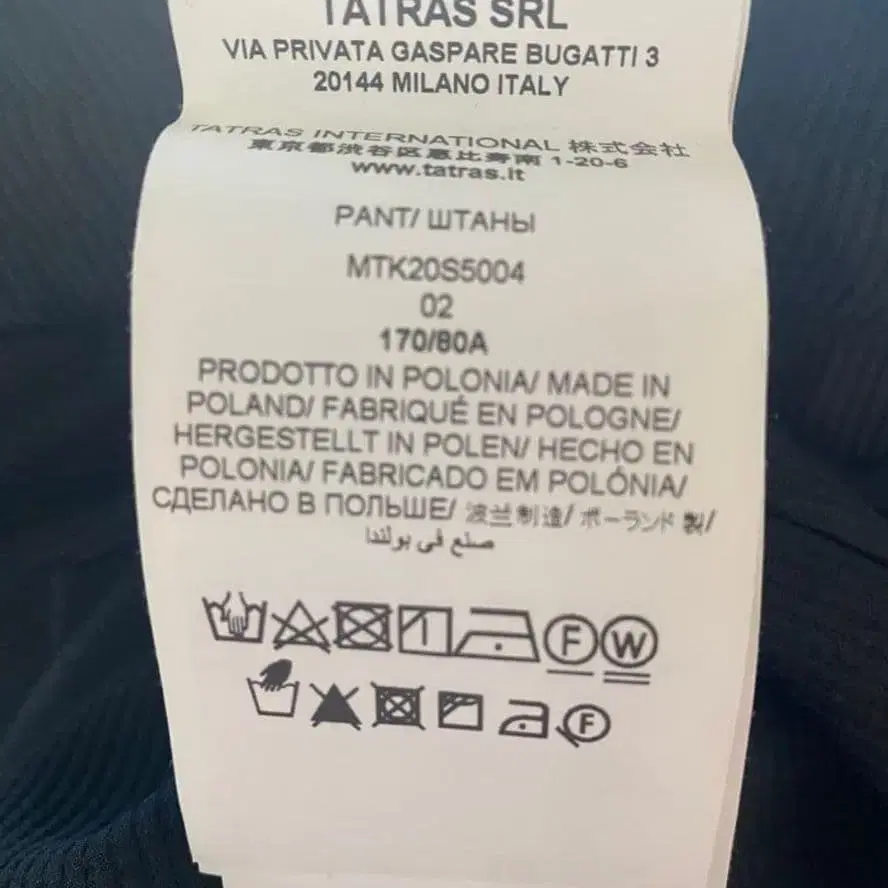 TATRAS SRL
VIA PRIVATA GASPARE BUGATTI 3
20144 MILANO ITALY
TATRAS INTERNATIONAL 株式会社
東京都渋谷区恵比寿南 1-20-6
www.tatras.it
PANT/ ШТАНЫ
MTK20S5004
02
170/80A
PRODOTTO IN POLONIA/ MADE IN
POLAND/ FABRIQUÉ EN POLOGNE/
HERGESTELLT IN POLEN/ HECHO EN
POLONIA/ FABRICADO EM POLÓNIA/
СДЕЛАНО В ПОЛЬШЕ/ 波兰制造/ ポーランド 製/
صنع في بولندا
F W
F